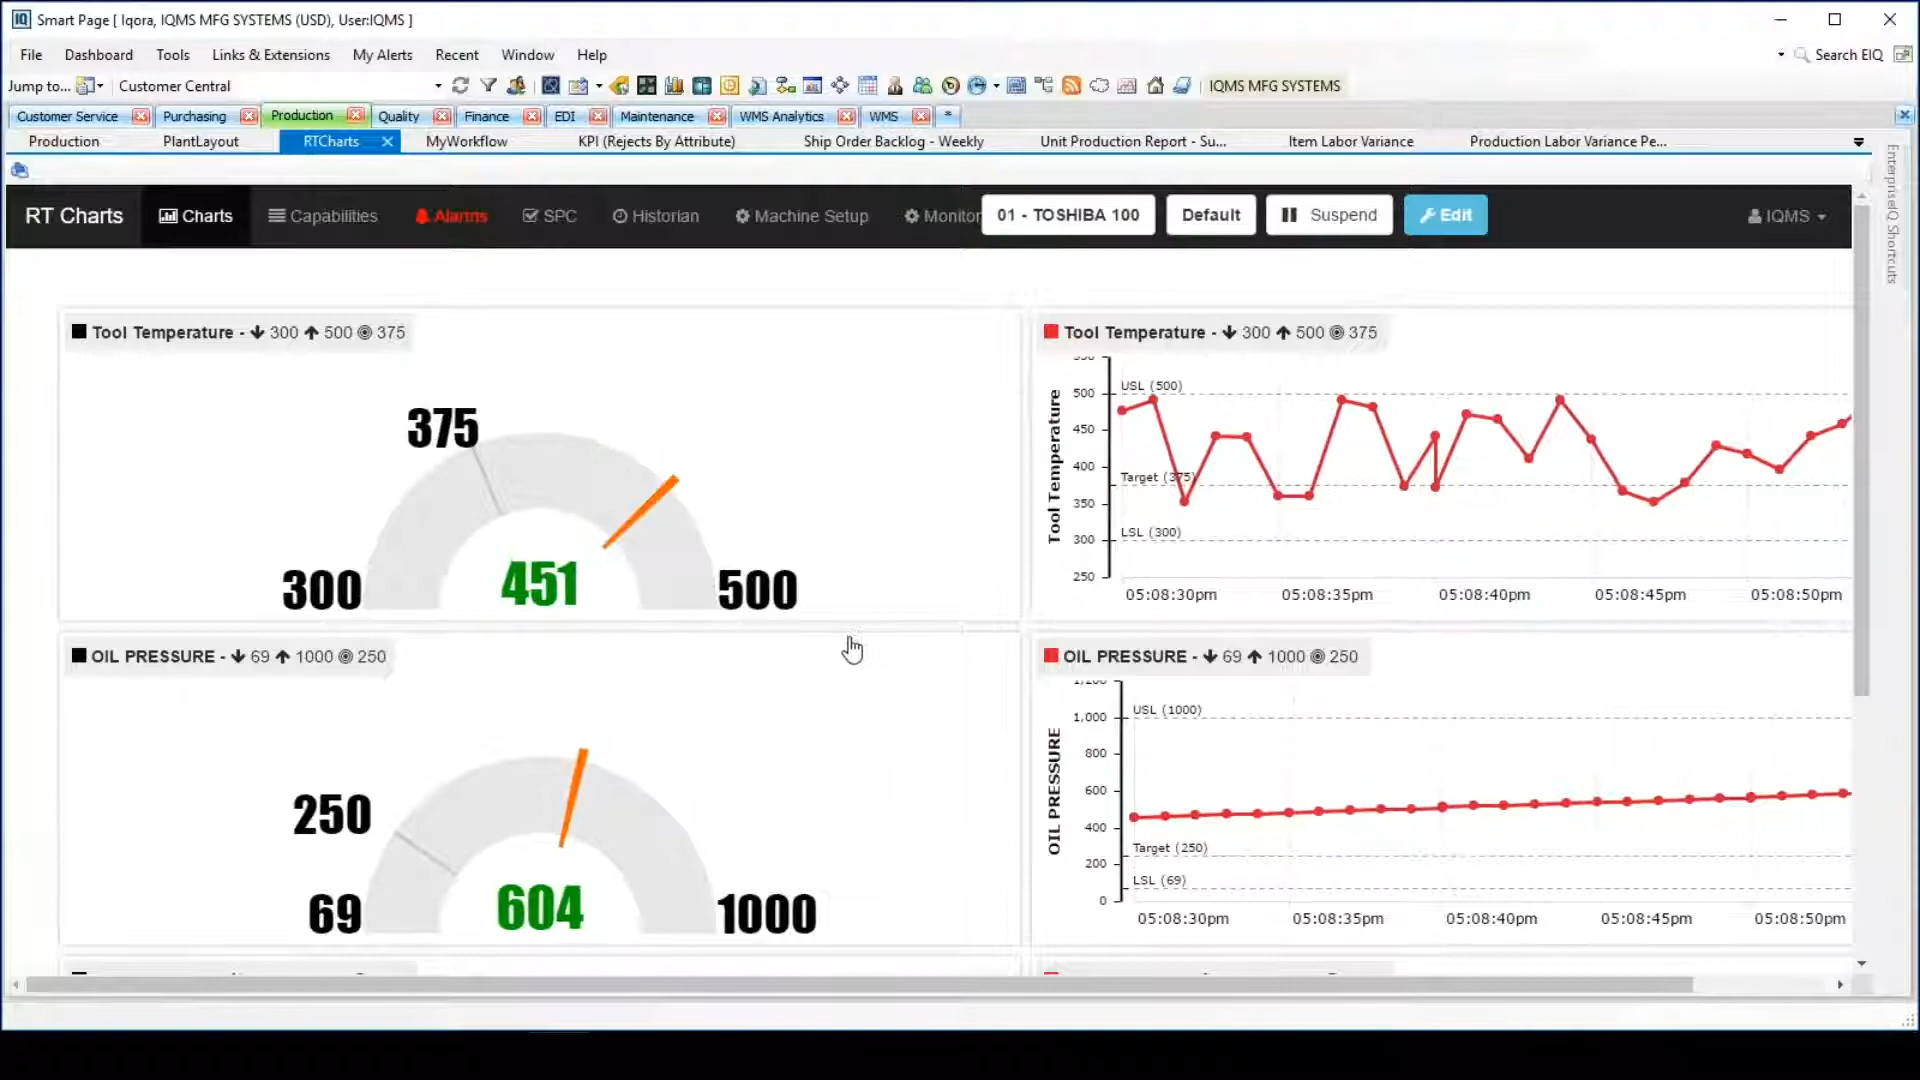 IQ Smart Page [ Iqora, IQMS MFG SYSTEMS (USD), User:IQMS ]
File Dashboard Tools Links & Extensions My Alerts Recent Window Help Search EIQ
Jump to... Customer Central IQMS MFG SYSTEMS
Customer Service Purchasing Production Quality Finance EDI Maintenance WMS Analytics WMS *
Production PlantLayout RTCharts MyWorkflow KPI (Rejects By Attribute) Ship Order Backlog - Weekly Unit Production Report - Su... Item Labor Variance Production Labor Variance Pe...
EnterpriseIQ Shortcuts
RT Charts Charts Capabilities Alarms SPC Historian Machine Setup Monitor 01 - TOSHIBA 100 Default Suspend Edit IQMS
Tool Temperature - 300 500 375
375
300
451
500
Tool Temperature - 300 500 375
Tool Temperature
500
450
400
350
300
250
USL (500)
Target (375)
LSL (300)
05:08:30pm 05:08:35pm 05:08:40pm 05:08:45pm 05:08:50pm
OIL PRESSURE - 69 1000 250
250
69
604
1000
OIL PRESSURE - 69 1000 250
OIL PRESSURE
1,000
800
600
400
200
0
USL (1000)
Target (250)
LSL (69)
05:08:30pm 05:08:35pm 05:08:40pm 05:08:45pm 05:08:50pm